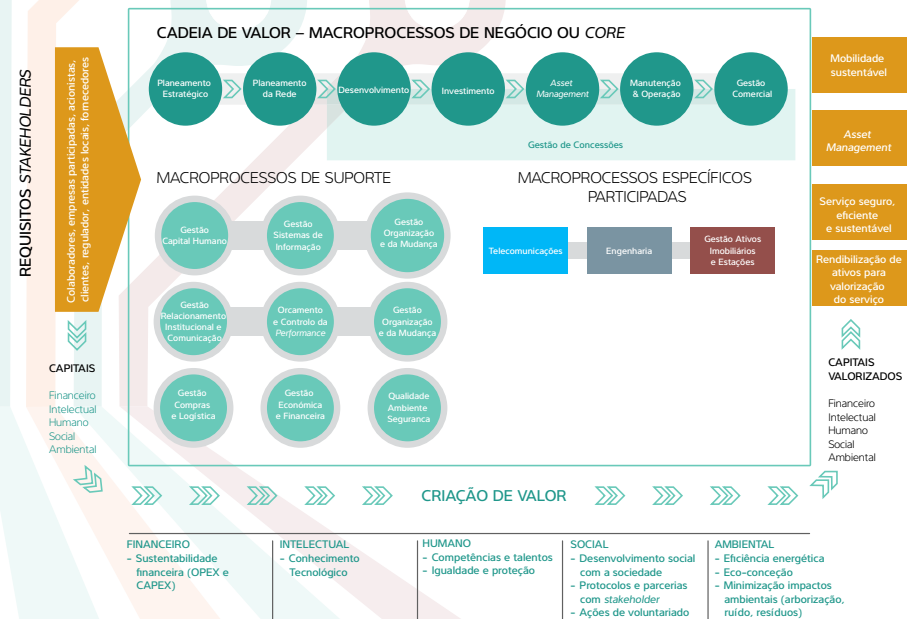 CADEIA DE VALOR – MACROPROCESSOS DE NEGÓCIO OU CORE
REQUISITOS STAKEHOLDERS
Colaboradores, empresas participadas, acionistas,
clientes, regulador, entidades locais, fornecedores
Planeamento
Estratégico
Planeamento
da Rede
Desenvolvimento
Investimento
Asset
Management
Manutenção
& Operação
Gestão
Comercial
Gestão de Concessões
MACROPROCESSOS DE SUPORTE
Gestão
Capital Humano
Gestão
Sistemas de
Informação
Gestão
Organização
e da Mudança
Gestão
Relacionamento
Institucional e
Comunicação
Orcamento
e Controlo da
Performance
Gestão
Organização
e da Mudança
Gestão
Compras
e Logística
Gestão
Económica
e Financeira
Qualidade
Ambiente
Seguranca
MACROPROCESSOS ESPECÍFICOS
PARTICIPADAS
Telecomunicações
Engenharia
Gestão Ativos
Imobiliários
e Estações
Mobilidade
sustentável
Asset
Management
Serviço seguro,
eficiente
e sustentável
Rendibilização de
ativos para
valorização
do serviço
CAPITAIS
Financeiro
Intelectual
Humano
Social
Ambiental
CAPITAIS
VALORIZADOS
Financeiro
Intelectual
Humano
Social
Ambiental
CRIAÇÃO DE VALOR
FINANCEIRO
- Sustentabilidade
financeira (OPEX e
CAPEX)
INTELECTUAL
- Conhecimento
Tecnológico
HUMANO
- Competências e talentos
- Igualdade e proteção
SOCIAL
- Desenvolvimento social
com a sociedade
- Protocolos e parcerias
com stakeholder
- Ações de voluntariado
AMBIENTAL
- Eficiência energética
- Eco-conceção
- Minimização impactos
ambientais (arborização,
ruído, resíduos)